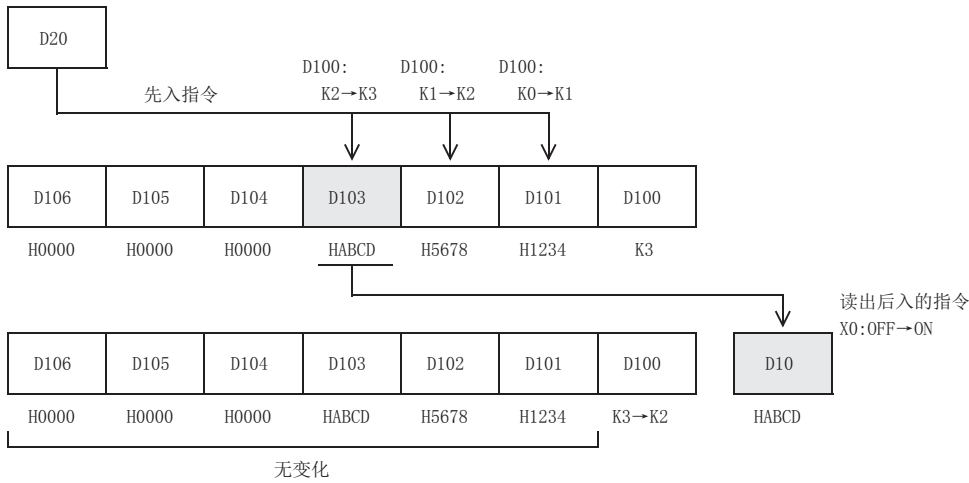 D20
D100: D100: D100:
先入指令 K2→K3 K1→K2 K0→K1
D106 D105 D104 D103 D102 D101 D100
H0000 H0000 H0000 HABCD H5678 H1234 K3
读出后入的指令
X0:OFF→ON
D106 D105 D104 D103 D102 D101 D100 D10
H0000 H0000 H0000 HABCD H5678 H1234 K3→K2 HABCD
无变化